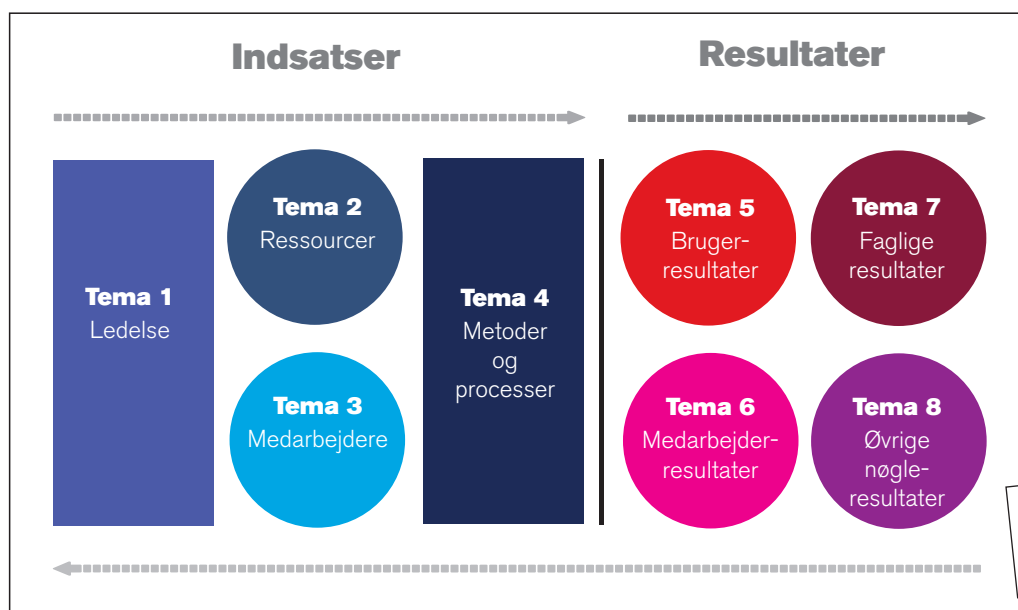 Indsatser
Resultater
Tema 1
Ledelse
Tema 2
Ressourcer
Tema 3
Medarbejdere
Tema 4
Metoder
og
processer
Tema 5
Bruger-
resultater
Tema 6
Medarbejder-
resultater
Tema 7
Faglige
resultater
Tema 8
Øvrige
nøgle-
resultater